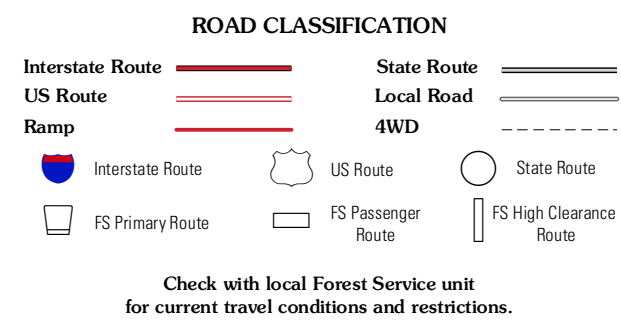 ROAD CLASSIFICATION
Interstate Route
State Route
US Route
Local Road
Ramp
4WD
Interstate Route
US Route
State Route
FS Primary Route
FS Passenger
Route
FS High Clearance
Route
Check with local Forest Service unit
for current travel conditions and restrictions.